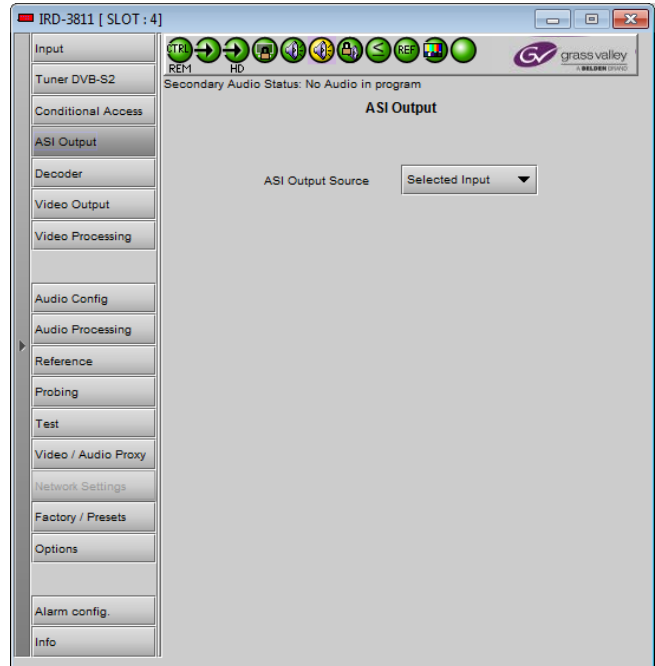 IRD-3811 [ SLOT : 4]
Input
Tuner DVB-S2
Conditional Access
ASI Output
Decoder
Video Output
Video Processing
Audio Config
Audio Processing
Reference
Probing
Test
Video / Audio Proxy
Network Settings
Factory / Presets
Options
Alarm config.
Info
CTRL
REF
REM
HD
GV
grass valley
A BELDEN BRAND
Secondary Audio Status: No Audio in program
ASI Output
ASI Output Source
Selected Input